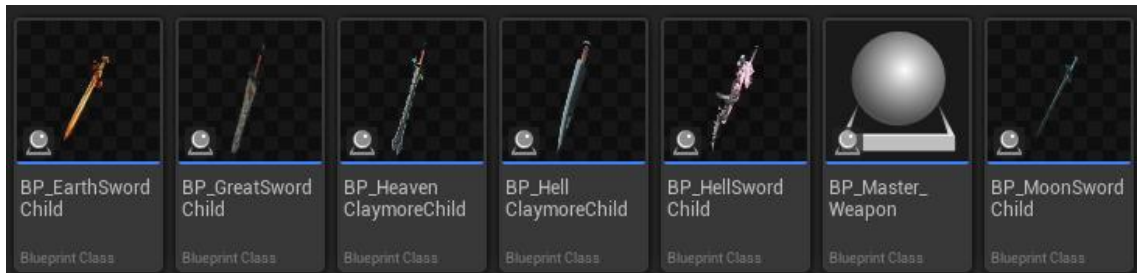 BP_EarthSword
Child
Blueprint Class
BP_GreatSword
Child
Blueprint Class
BP_Heaven
ClaymoreChild
Blueprint Class
BP_Hell
ClaymoreChild
Blueprint Class
BP_HellSword
Child
Blueprint Class
BP_Master_
Weapon
Blueprint Class
BP_MoonSword
Child
Blueprint Class